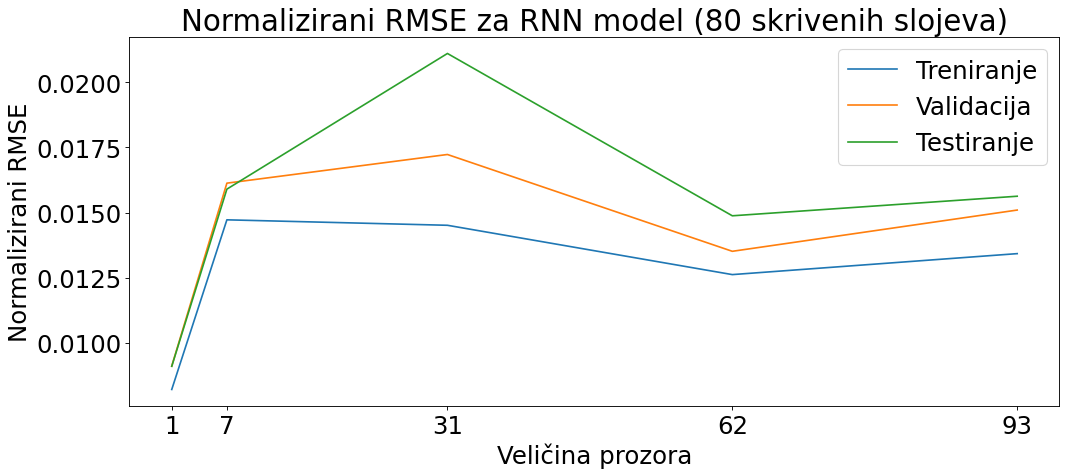 Normalizirani RMSE za RNN model (80 skrivenih slojeva)
Normalizirani RMSE
0.0200
0.0175
0.0150
0.0125
0.0100
Treniranje
Validacija
Testiranje
1 7 31 62 93
Veličina prozora